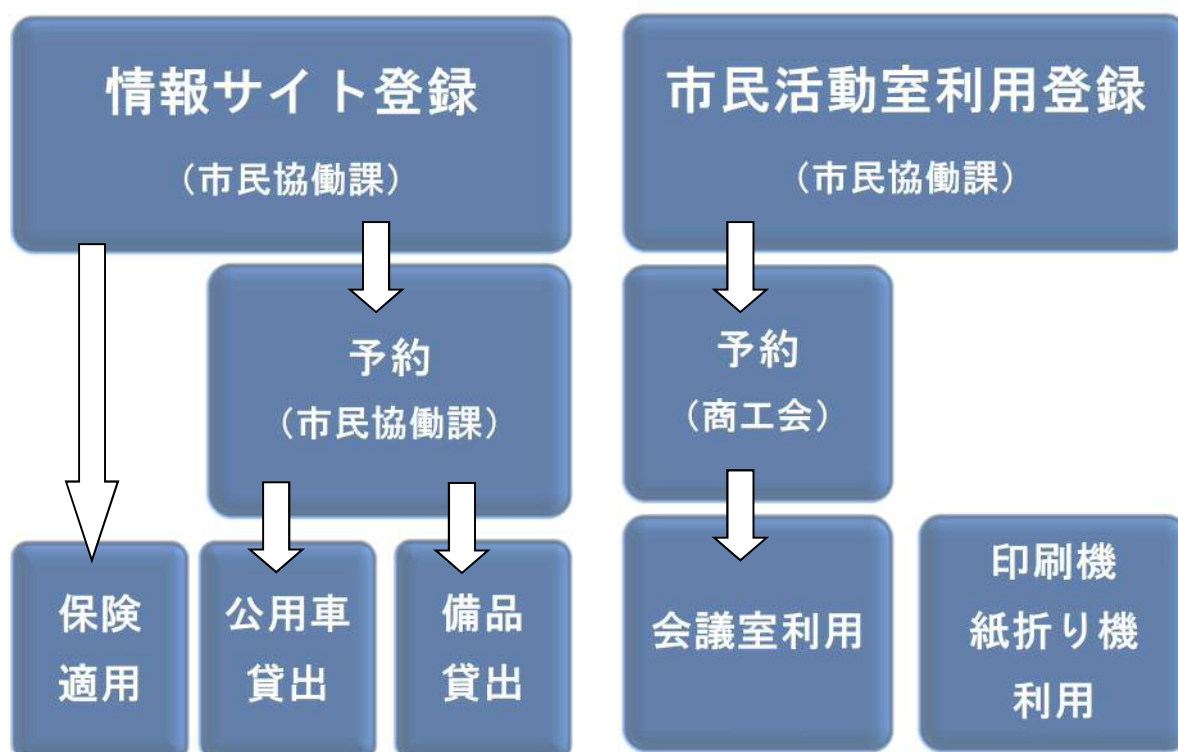 情報サイト登録
（市民協働課）
市民活動室利用登録
（市民協働課）
予約
（市民協働課）
予約
（商工会）
保険
適用
公用車
貸出
備品
貸出
会議室利用
印刷機
紙折り機
利用